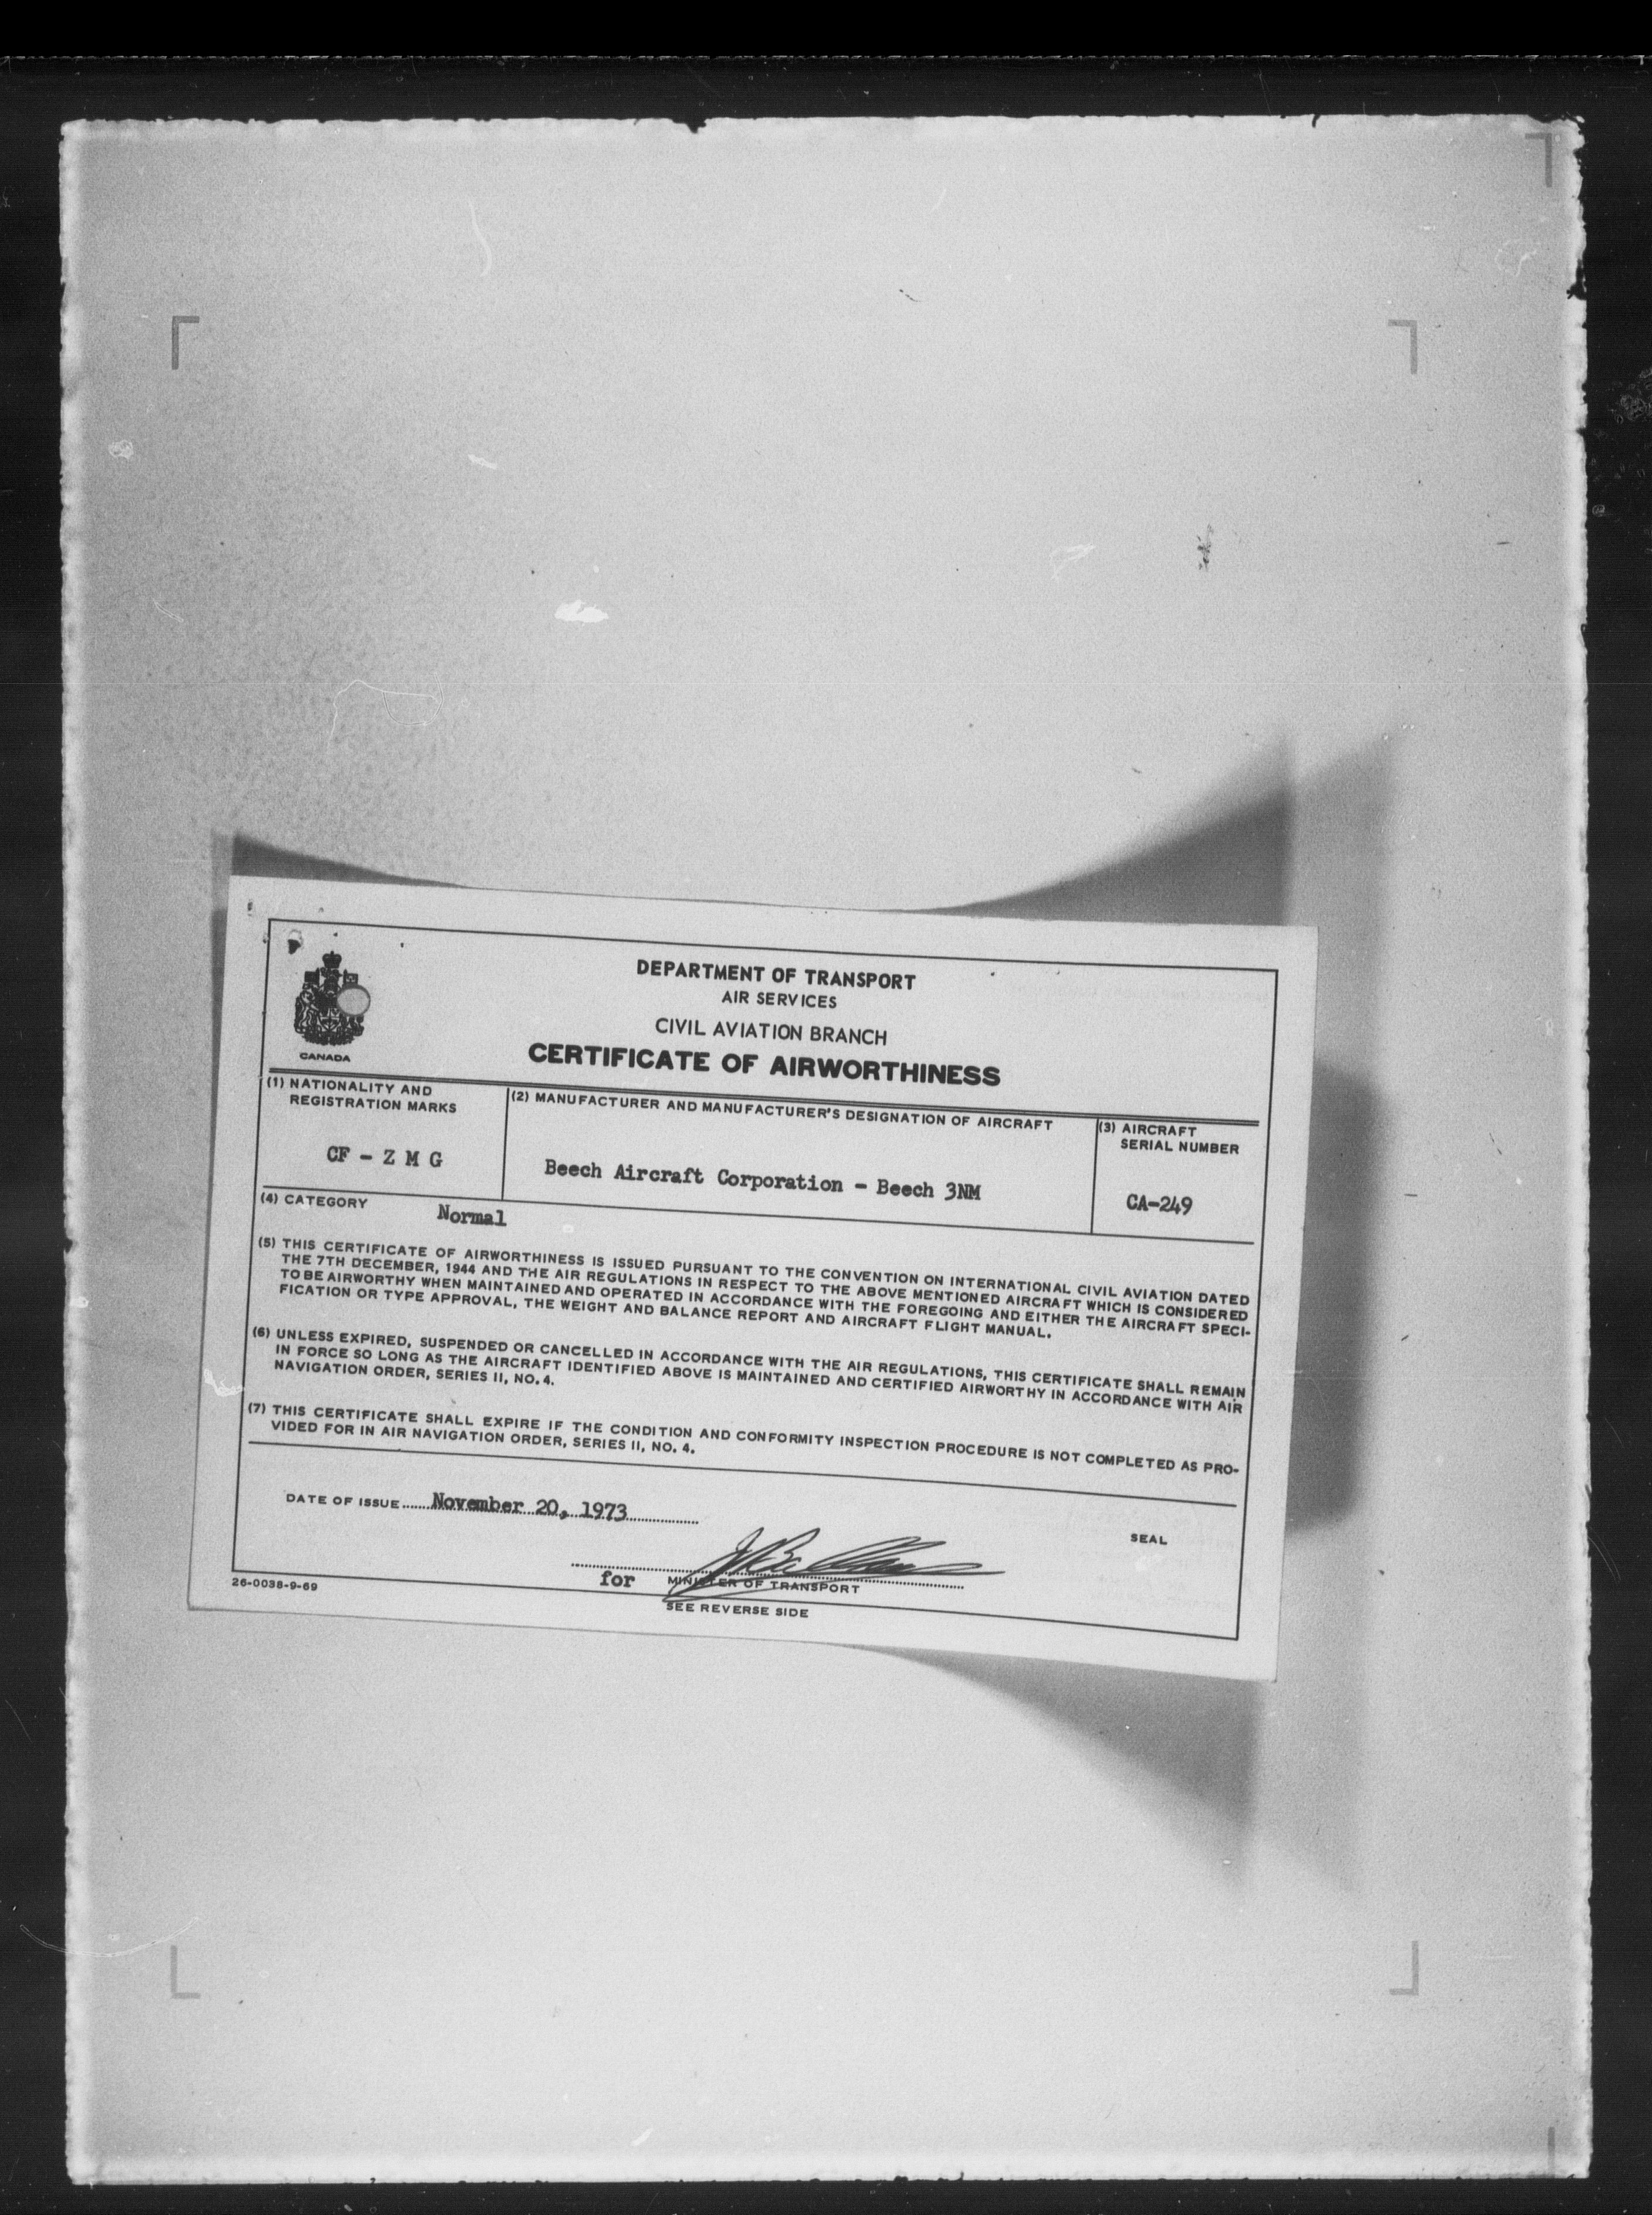 CANADA
DEPARTMENT OF TRANSPORT
AIR SERVICES
CIVIL AVIATION BRANCH
CERTIFICATE OF AIRWORTHINESS
(1) NATIONALITY AND
REGISTRATION MARKS
CF - Z M G
(2) MANUFACTURER AND MANUFACTURER'S DESIGNATION OF AIRCRAFT
Beech Aircraft Corporation - Beech 3NM
(3) AIRCRAFT
SERIAL NUMBER
CA-249
(4) CATEGORY Normal
(5) THIS CERTIFICATE OF AIRWORTHINESS IS ISSUED PURSUANT TO THE CONVENTION ON INTERNATIONAL CIVIL AVIATION DATED
THE 7TH DECEMBER, 1944 AND THE AIR REGULATIONS IN RESPECT TO THE ABOVE MENTIONED AIRCRAFT WHICH IS CONSIDERED
TO BE AIRWORTHY WHEN MAINTAINED AND OPERATED IN ACCORDANCE WITH THE FOREGOING AND EITHER THE AIRCRAFT SPECI-
FICATION OR TYPE APPROVAL, THE WEIGHT AND BALANCE REPORT AND AIRCRAFT FLIGHT MANUAL.
(6) UNLESS EXPIRED, SUSPENDED OR CANCELLED IN ACCORDANCE WITH THE AIR REGULATIONS, THIS CERTIFICATE SHALL REMAIN
IN FORCE SO LONG AS THE AIRCRAFT IDENTIFIED ABOVE IS MAINTAINED AND CERTIFIED AIRWORTHY IN ACCORDANCE WITH AIR
NAVIGATION ORDER, SERIES II, NO. 4.
(7) THIS CERTIFICATE SHALL EXPIRE IF THE CONDITION AND CONFORMITY INSPECTION PROCEDURE IS NOT COMPLETED AS PRO-
VIDED FOR IN AIR NAVIGATION ORDER, SERIES II, NO. 4.
DATE OF ISSUE November 20, 1973
SEAL
for MINISTER OF TRANSPORT
26-0038-9-69
SEE REVERSE SIDE